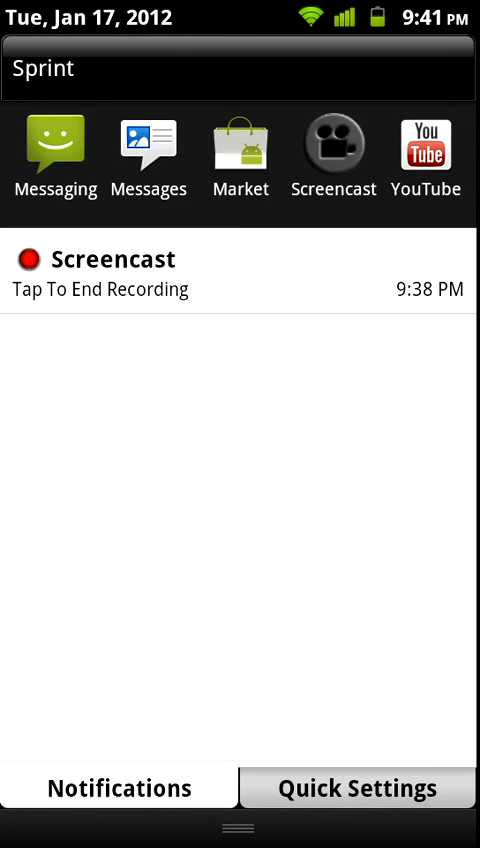 Tue, Jan 17, 2012 9:41 PM
Sprint
Messaging Messages Market Screencast YouTube
You
Tube
Screencast
Tap To End Recording 9:38 PM
Notifications Quick Settings